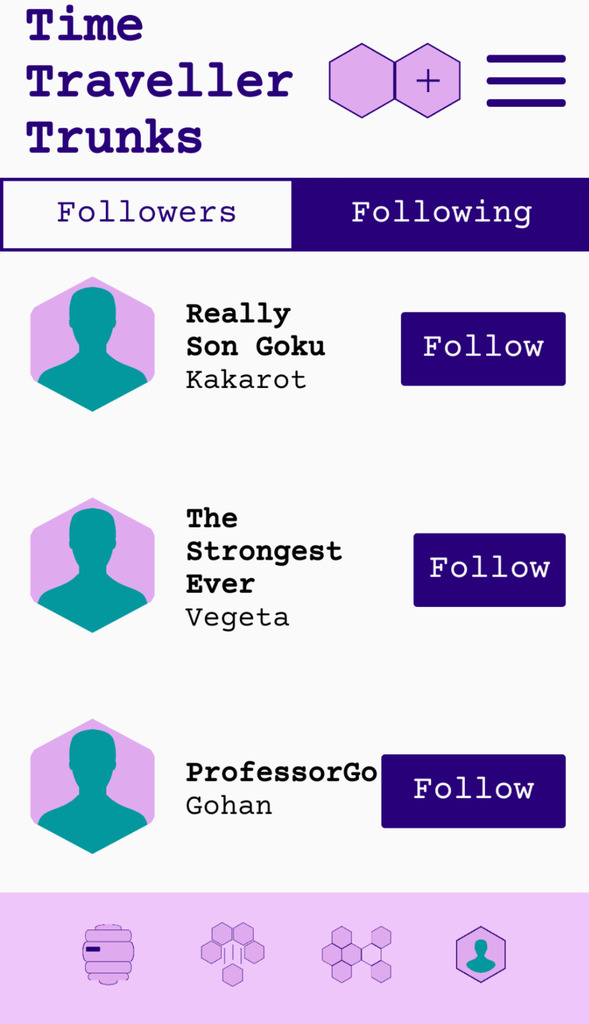 Time
Traveller
Trunks
Followers
Following
Really
Son Goku
Kakarot
Follow
The
Strongest
Ever
Vegeta
Follow
ProfessorGo
Gohan
Follow